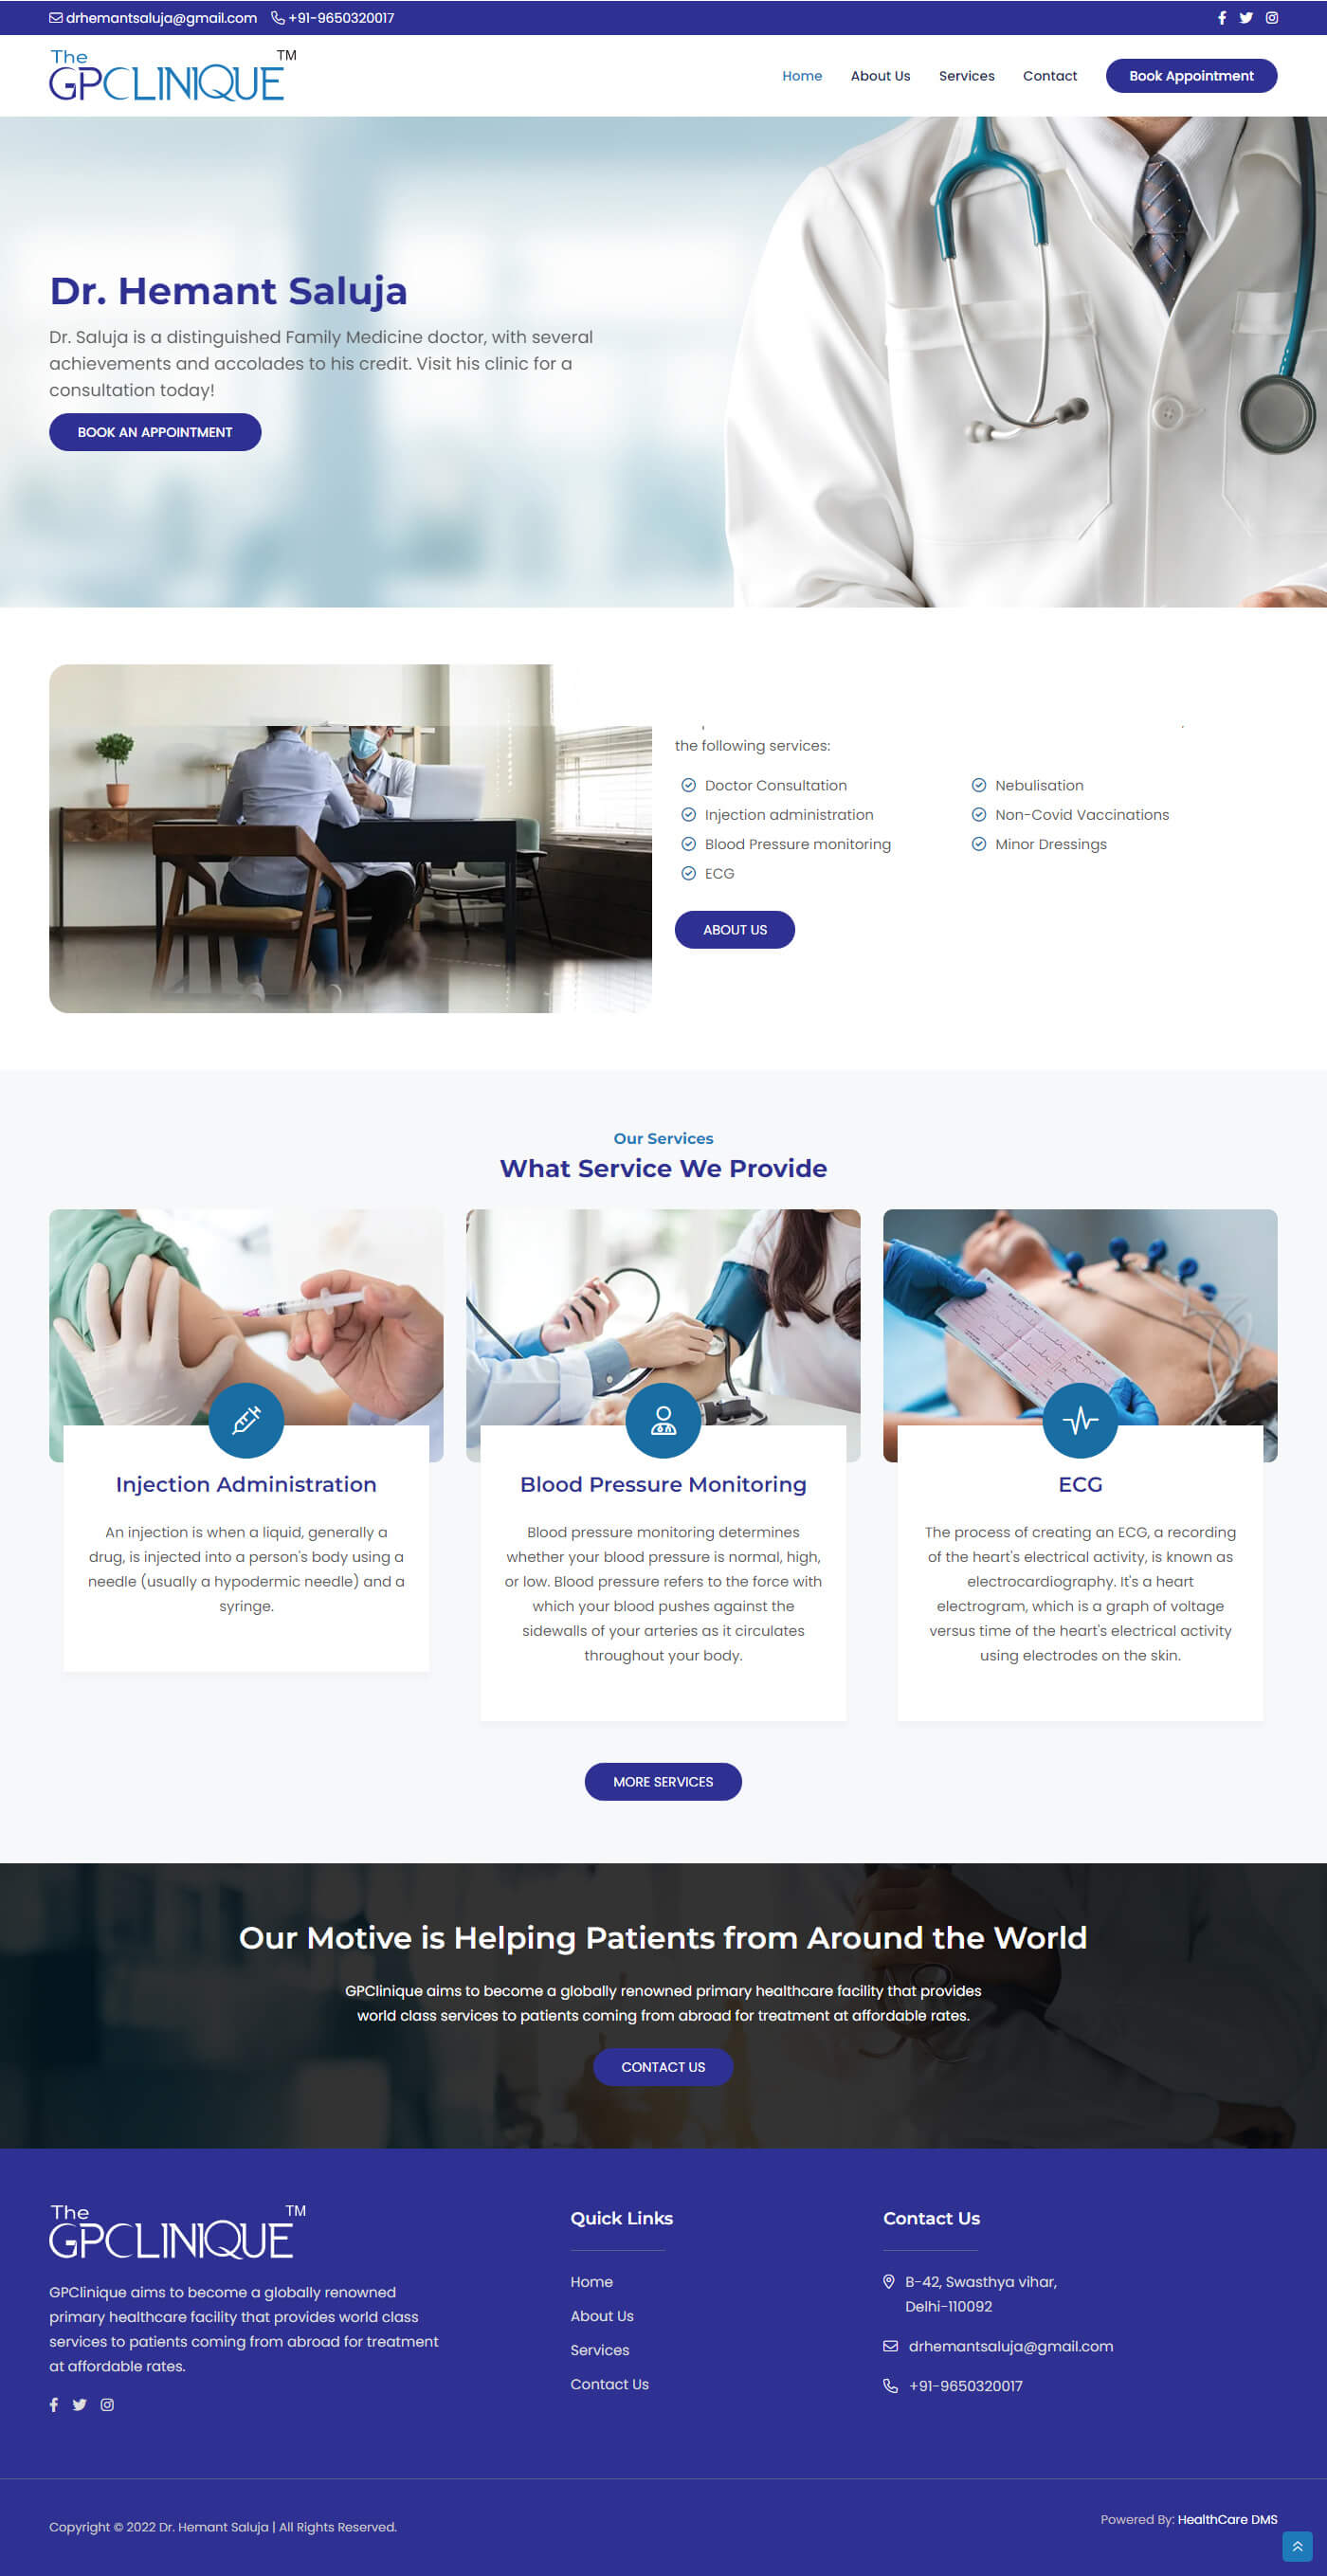 drhemantsaluja@gmail.com +91-9650320017
The
GPCLINIQUE™
Home About Us Services Contact Book Appointment
Dr. Hemant Saluja
Dr. Saluja is a distinguished Family Medicine doctor, with several
achievements and accolades to his credit. Visit his clinic for a
consultation today!
BOOK AN APPOINTMENT
the following services:
Doctor Consultation
Injection administration
Blood Pressure monitoring
ECG
Nebulisation
Non-Covid Vaccinations
Minor Dressings
ABOUT US
Our Services
What Service We Provide
Injection Administration
An injection is when a liquid, generally a
drug, is injected into a person's body using a
needle (usually a hypodermic needle) and a
syringe.
Blood Pressure Monitoring
Blood pressure monitoring determines
whether your blood pressure is normal, high,
or low. Blood pressure refers to the force with
which your blood pushes against the
sidewalls of your arteries as it circulates
throughout your body.
ECG
The process of creating an ECG, a recording
of the heart's electrical activity, is known as
electrocardiography. It's a heart
electrogram, which is a graph of voltage
versus time of the heart's electrical activity
using electrodes on the skin.
MORE SERVICES
Our Motive is Helping Patients from Around the World
GPClinique aims to become a globally renowned primary healthcare facility that provides
world class services to patients coming from abroad for treatment at affordable rates.
CONTACT US
The
GPCLINIQUE™
GPClinique aims to become a globally renowned
primary healthcare facility that provides world class
services to patients coming from abroad for treatment
at affordable rates.
Quick Links
Home
About Us
Services
Contact Us
Contact Us
B-42, Swasthya vihar,
Delhi-110092
drhemantsaluja@gmail.com
+91-9650320017
Copyright © 2022 Dr. Hemant Saluja | All Rights Reserved.
Powered By: HealthCare DMS